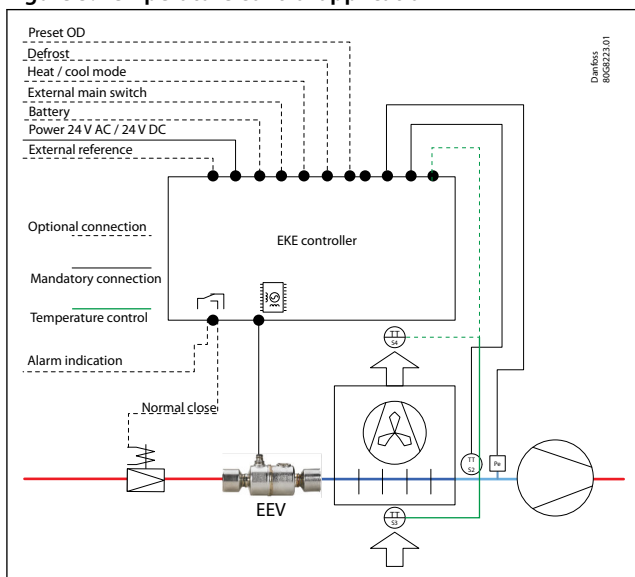 Preset OD
Defrost
Heat / cool mode
External main switch
Battery
Power 24 V AC / 24 V DC
External reference
Danfoss
80G8223.01
Optional connection
EKE controller
Mandatory connection
Temperature control
Alarm indication
TT
S4
Normal close
TT
S2
Pe
EEV
TT
S3